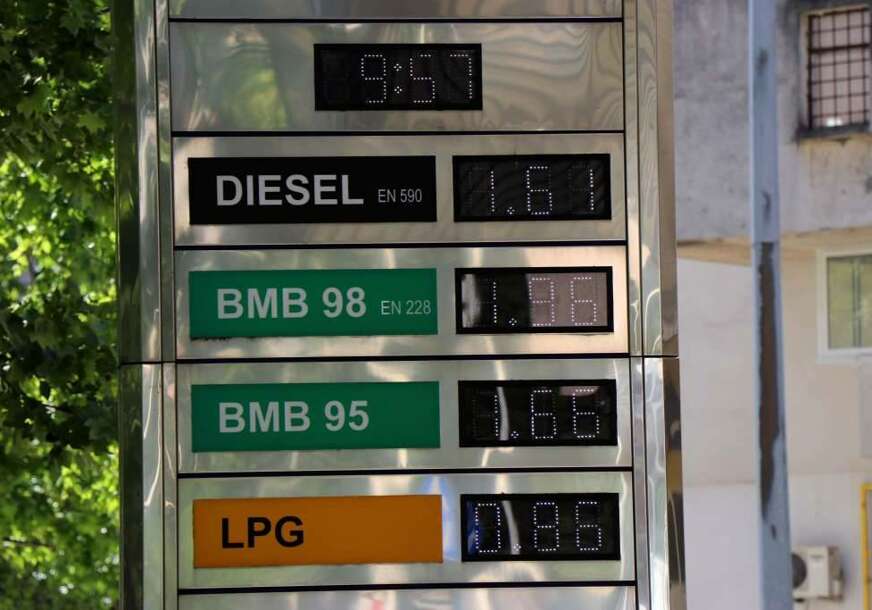 9:57
DIESEL EN 590 1.61
BMB 98 EN 228 1.96
BMB 95 1.66
LPG 0.86